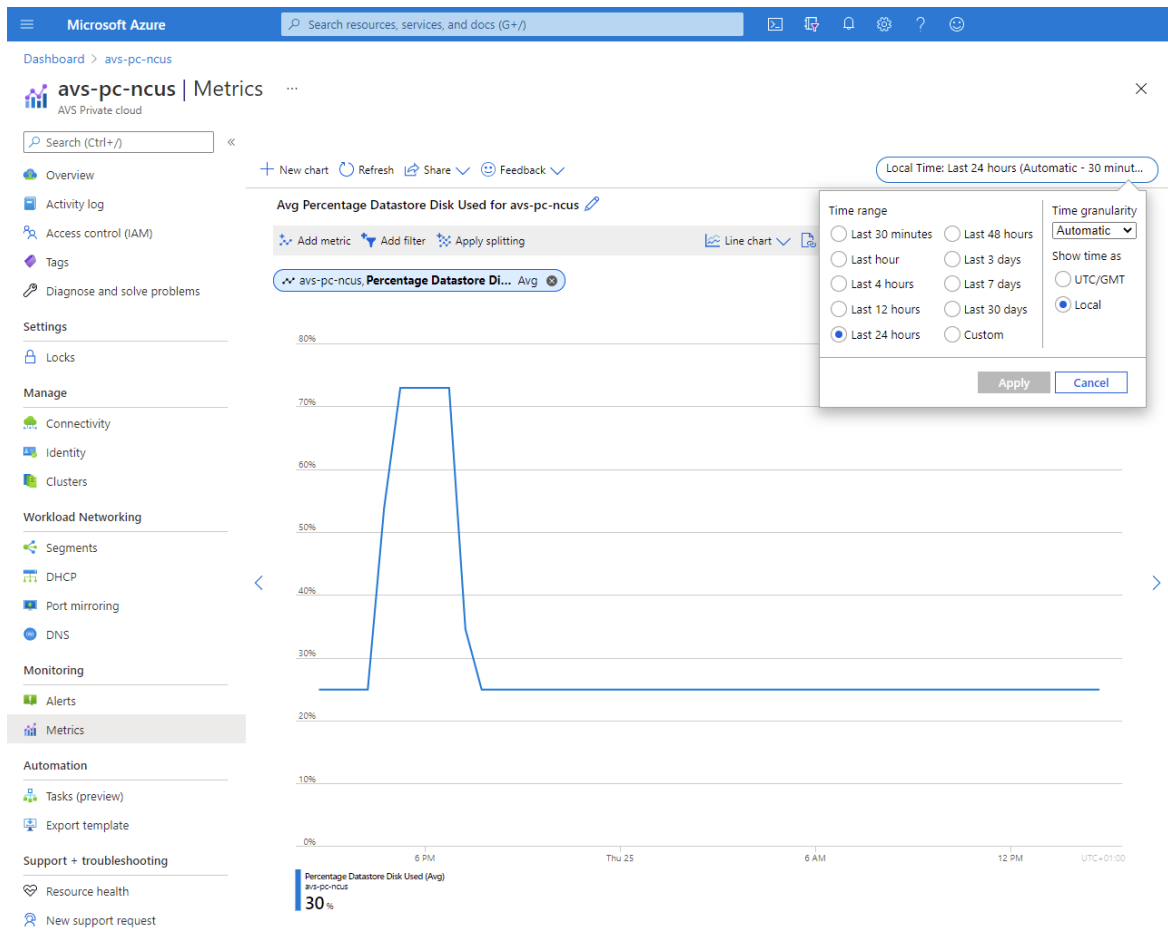 Microsoft Azure
Search resources, services, and docs (G+/)
Dashboard > avs-pc-ncus
avs-pc-ncus | Metrics ...
AVS Private cloud
Search (Ctrl+/)
«
Overview
Activity log
Access control (IAM)
Tags
Diagnose and solve problems
Settings
Locks
Manage
Connectivity
Identity
Clusters
Workload Networking
Segments
DHCP
Port mirroring
DNS
Monitoring
Alerts
Metrics
Automation
Tasks (preview)
Export template
Support + troubleshooting
Resource health
New support request
New chart Refresh Share Feedback
Local Time: Last 24 hours (Automatic - 30 minut...
Avg Percentage Datastore Disk Used for avs-pc-ncus
Add metric Add filter Apply splitting
Line chart
avs-pc-ncus, Percentage Datastore Di... Avg
Time range
Last 30 minutes
Last hour
Last 4 hours
Last 12 hours
Last 24 hours
Last 48 hours
Last 3 days
Last 7 days
Last 30 days
Custom
Time granularity
Automatic
Show time as
UTC/GMT
Local
Apply Cancel
80%
70%
60%
50%
40%
30%
20%
10%
0%
6 PM Thu 25 6 AM 12 PM UTC+01:00
Percentage Datastore Disk Used (Avg)
avs-pc-ncus
30 %